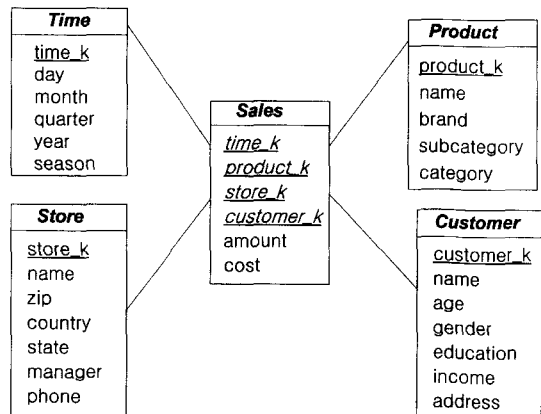 Time
time_k
day
month
quarter
year
season
Product
product_k
name
brand
subcategory
category
Sales
time_k
product_k
store_k
customer_k
amount
cost
Store
store_k
name
zip
country
state
manager
phone
Customer
customer_k
name
age
gender
education
income
address